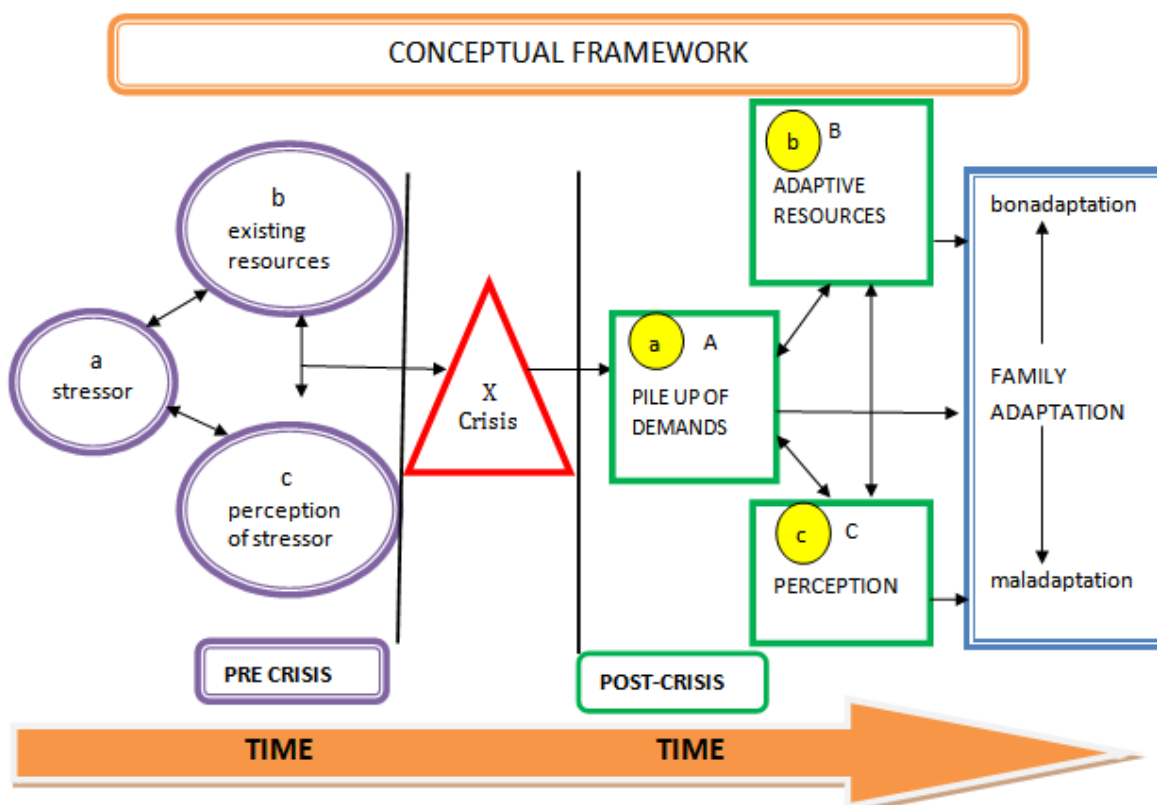 CONCEPTUAL FRAMEWORK
b
existing
resources
a
stressor
c
perception
of stressor
X
Crisis
a A
PILE UP OF
DEMANDS
b B
ADAPTIVE
RESOURCES
c C
PERCEPTION
bonadaptation
FAMILY
ADAPTATION
maladaptation
PRE CRISIS
POST-CRISIS
TIME TIME